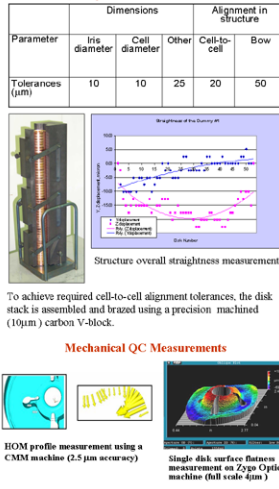 Dimensions Alignment in structure
Parameter Iris diameter Cell diameter Other Cell-to-cell Bow
Tolerances (μm) 10 10 25 20 50
Straightness of the Dummy #1
Disk Number
Structure overall straightness measurement
To achieve required cell-to-cell alignment tolerances, the disk
stack is assembled and brazed using a precision machined
(10μm ) carbon V-block.
Mechanical QC Measurements
HOM profile measurement using a
CMM machine (2.5 μm accuracy)
Single disk surface flatness
measurement on Zygo Optic
machine (full scale 4μm )